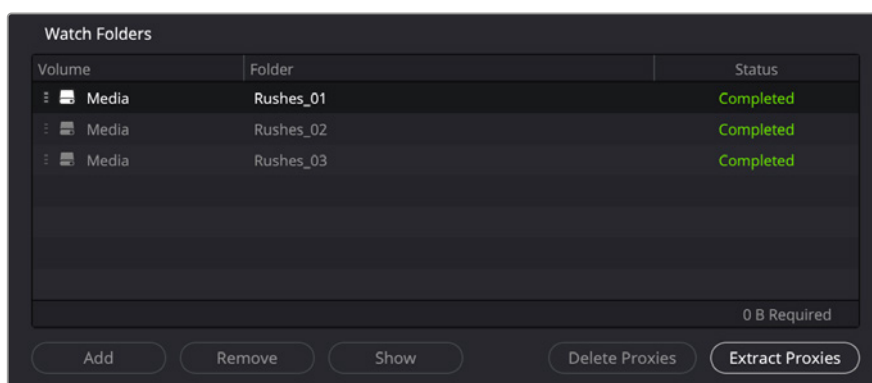 Watch Folders
Volume Folder Status
Media Rushes_01 Completed
Media Rushes_02 Completed
Media Rushes_03 Completed
0 B Required
Add Remove Show Delete Proxies Extract Proxies